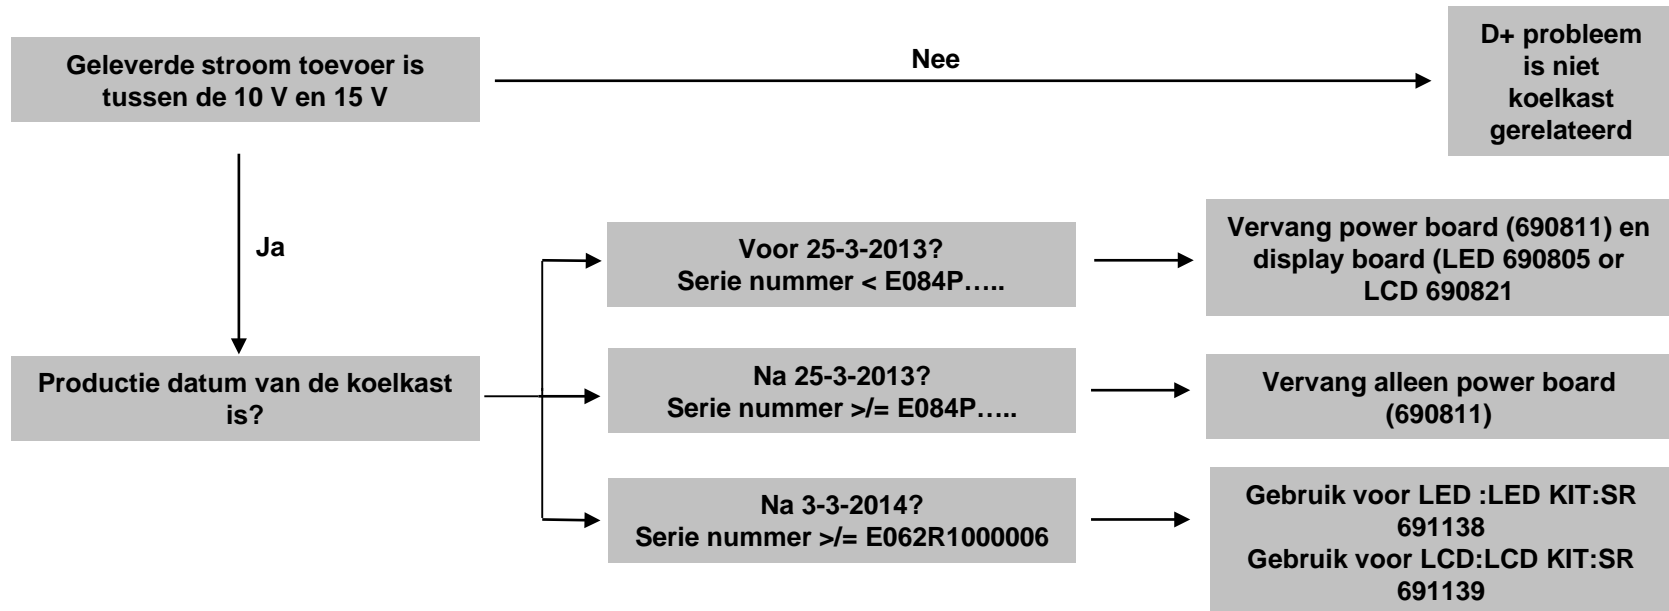 Geleverde stroom toevoer is
tussen de 10 V en 15 V
Nee
D+ probleem
is niet
koelkast
gerelateerd
Ja
Voor 25-3-2013?
Serie nummer < E084P…..
Vervang power board (690811) en
display board (LED 690805 or
LCD 690821
Productie datum van de koelkast
is?
Na 25-3-2013?
Serie nummer >/= E084P…..
Vervang alleen power board
(690811)
Na 3-3-2014?
Serie nummer >/= E062R1000006
Gebruik voor LED :LED KIT:SR
691138
Gebruik voor LCD:LCD KIT:SR
691139